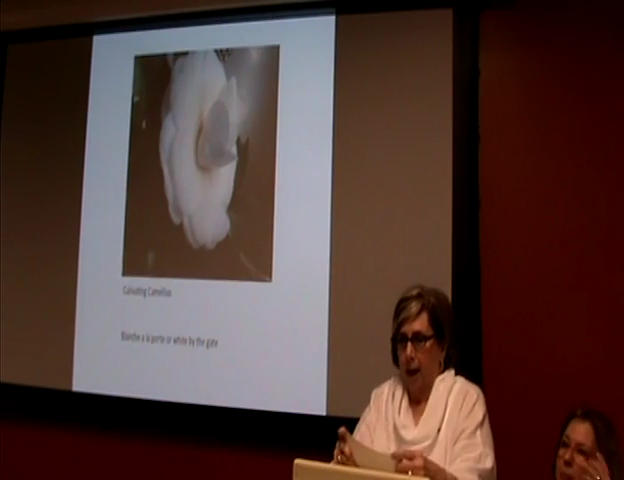 Cultivating Camellias
Blanche a la porte or white by the gate